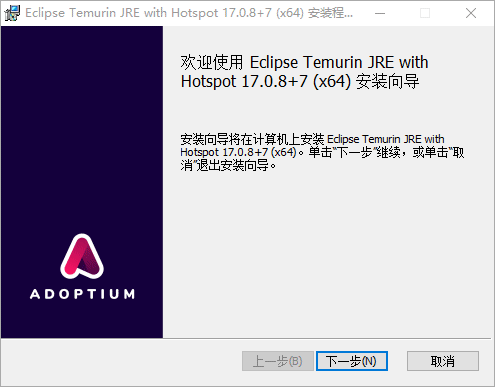 Eclipse Temurin JRE with Hotspot 17.0.8+7 (x64) 安装程...
欢迎使用 Eclipse Temurin JRE with
Hotspot 17.0.8+7 (x64) 安装向导
安装向导将在计算机上安装 Eclipse Temurin JRE with
Hotspot 17.0.8+7 (x64)。单击“下一步”继续，或单击“取
消”退出安装向导。
ADOPTIUM
上一步(B) 下一步(N) 取消